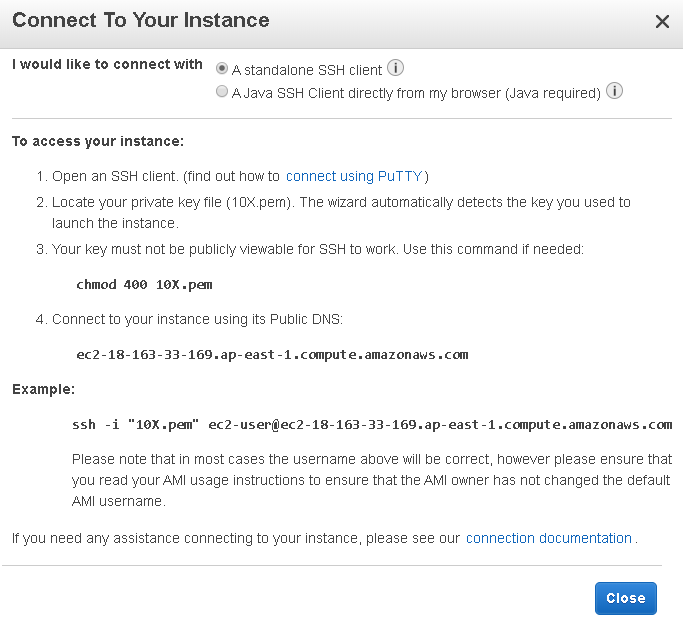 Connect To Your Instance
I would like to connect with
A standalone SSH client
A Java SSH Client directly from my browser (Java required)
To access your instance:
1. Open an SSH client. (find out how to connect using PuTTY)
2. Locate your private key file (10X.pem). The wizard automatically detects the key you used to
launch the instance.
3. Your key must not be publicly viewable for SSH to work. Use this command if needed:
chmod 400 10X.pem
4. Connect to your instance using its Public DNS:
ec2-18-163-33-169.ap-east-1.compute.amazonaws.com
Example:
ssh -i "10X.pem" ec2-user@ec2-18-163-33-169.ap-east-1.compute.amazonaws.com
Please note that in most cases the username above will be correct, however please ensure that
you read your AMI usage instructions to ensure that the AMI owner has not changed the default
AMI username.
If you need any assistance connecting to your instance, please see our connection documentation.
Close